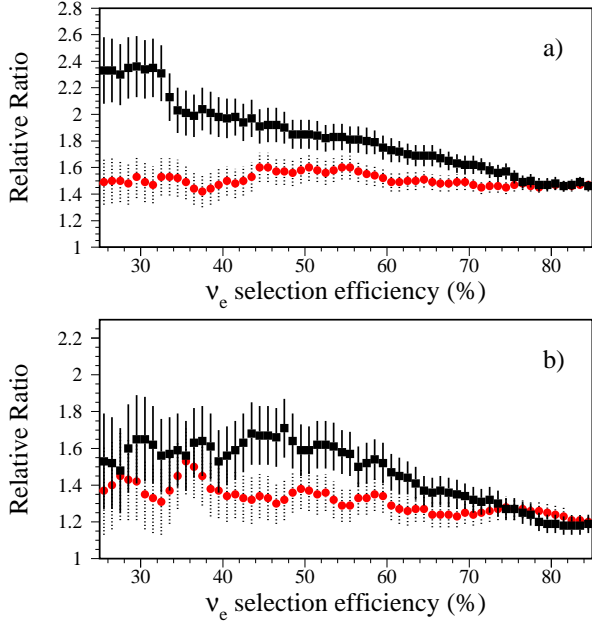 2.8
2.6
2.4
2.2
2
1.8
1.6
1.4
1.2
1
Relative Ratio
a)
30 40 50 60 70 80
νe selection efficiency (%)
2.2
2
1.8
1.6
1.4
1.2
1
Relative Ratio
b)
30 40 50 60 70 80
νe selection efficiency (%)